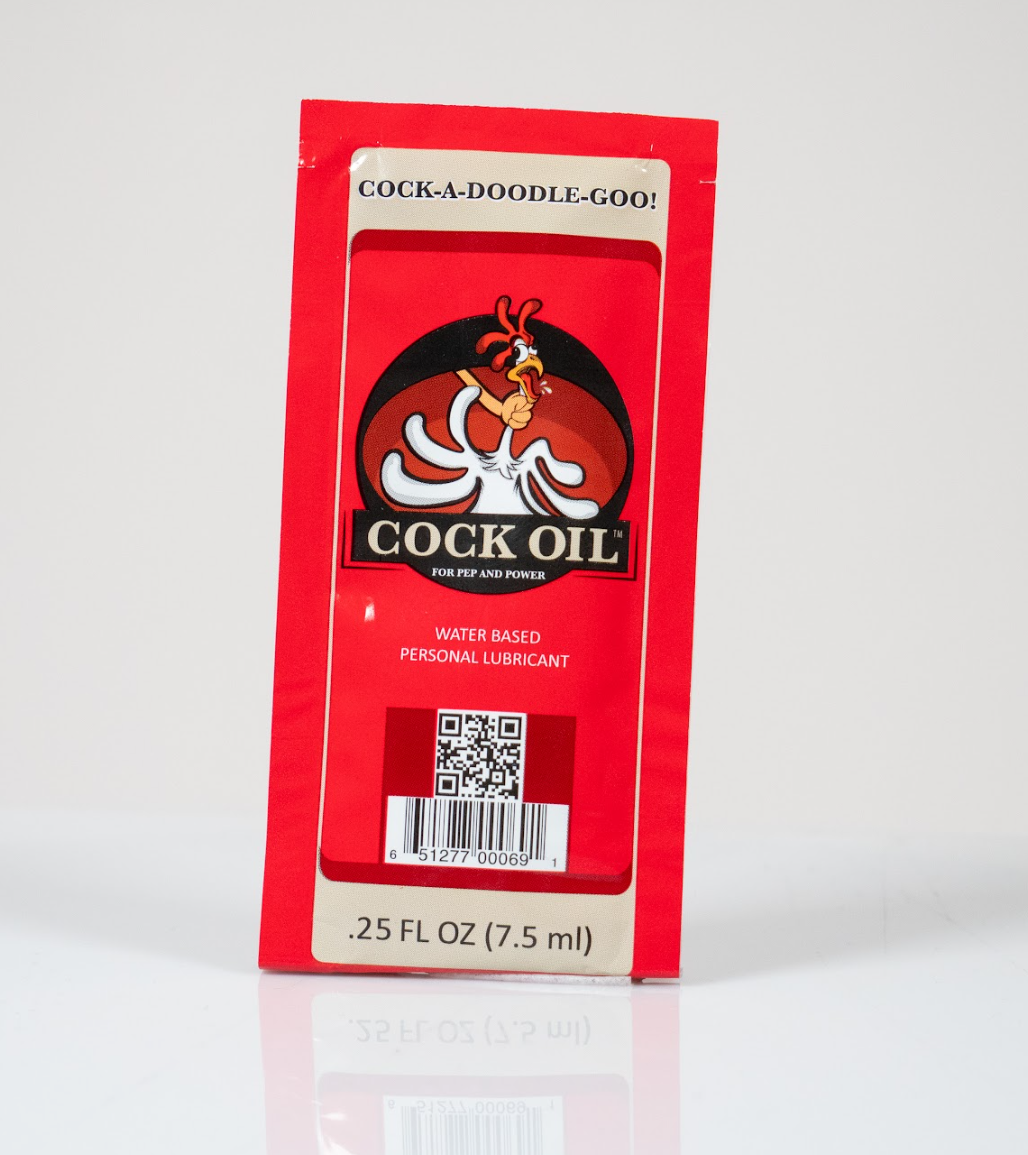 COCK-A-DOODLE-GOO!
COCK OIL™
FOR PEP AND POWER
WATER BASED
PERSONAL LUBRICANT
6 51277 00069 1
.25 FL OZ (7.5 ml)